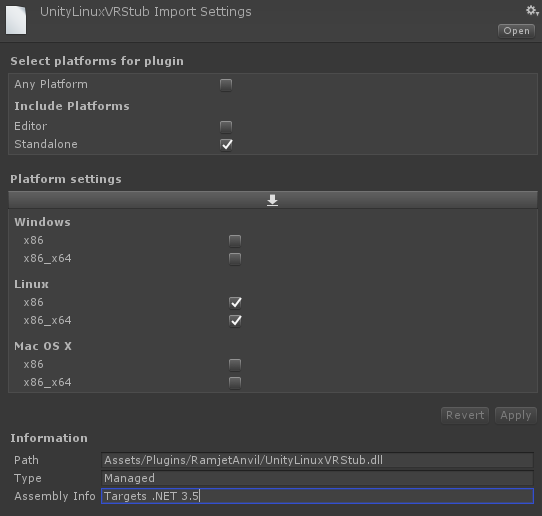 UnityLinuxVRStub Import Settings
Open
Select platforms for plugin
Any Platform
Include Platforms
Editor
Standalone
Platform settings
Windows
x86
x86_x64
Linux
x86
x86_x64
Mac OS X
x86
x86_x64
Revert Apply
Information
Path Assets/Plugins/RamjetAnvil/UnityLinuxVRStub.dll
Type Managed
Assembly Info Targets .NET 3.5